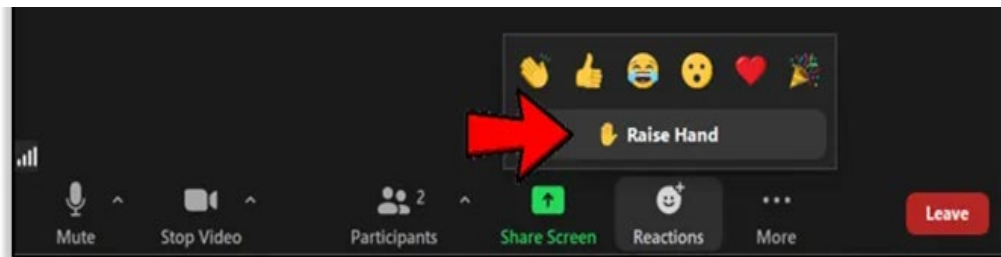 Raise Hand
2
Mute
Stop Video
Participants
Share Screen
Reactions
More
Leave